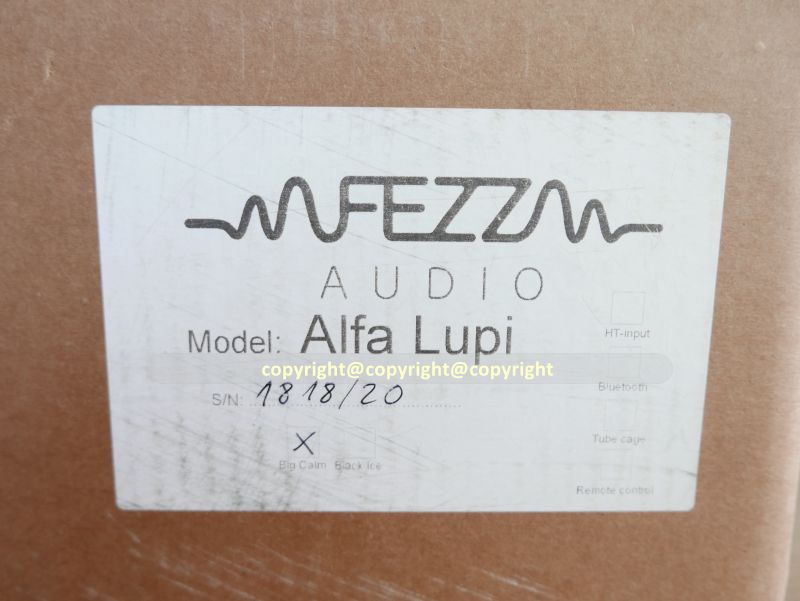 FEZZ
AUDIO
Model: Alfa Lupi
HT-input
copyright@copyright@copyright
Bluetooth
S/N: 1818/20
Tube cage
X
Big Calm Black Ice
Remote control